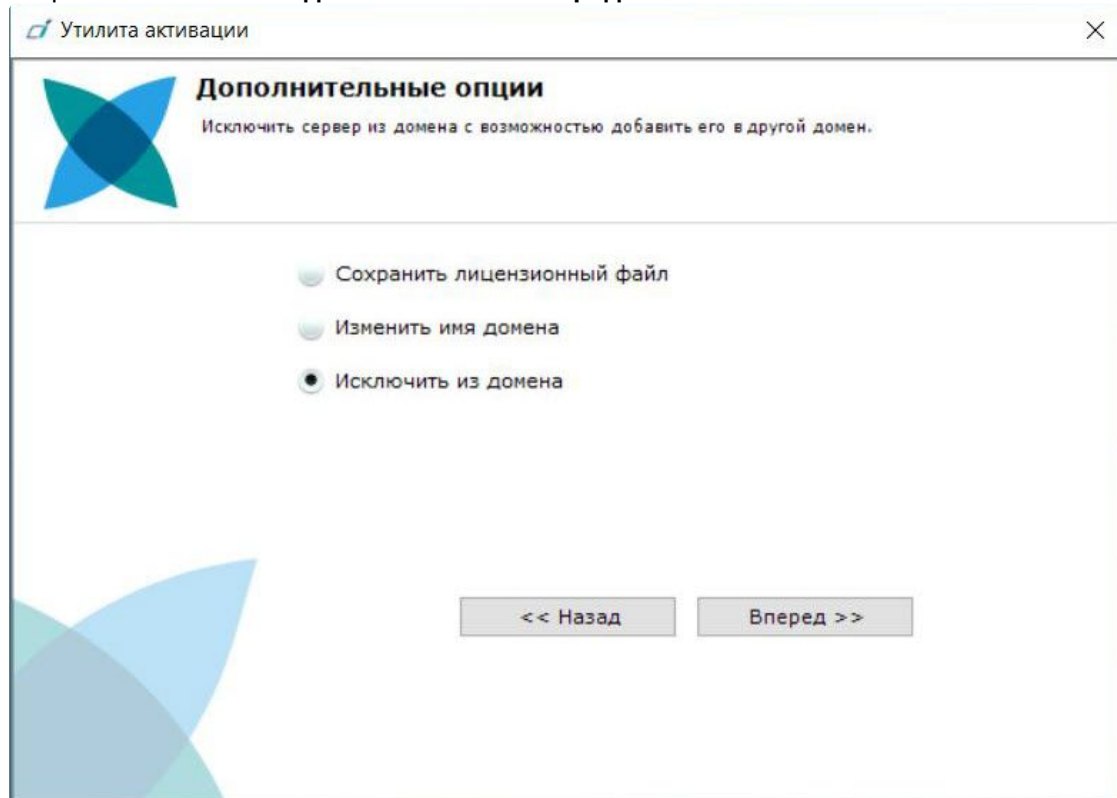 Утилита активации
Дополнительные опции
Исключить сервер из домена с возможностью добавить его в другой домен.
Сохранить лицензионный файл
Изменить имя домена
Исключить из домена
<< Назад
Вперед >>